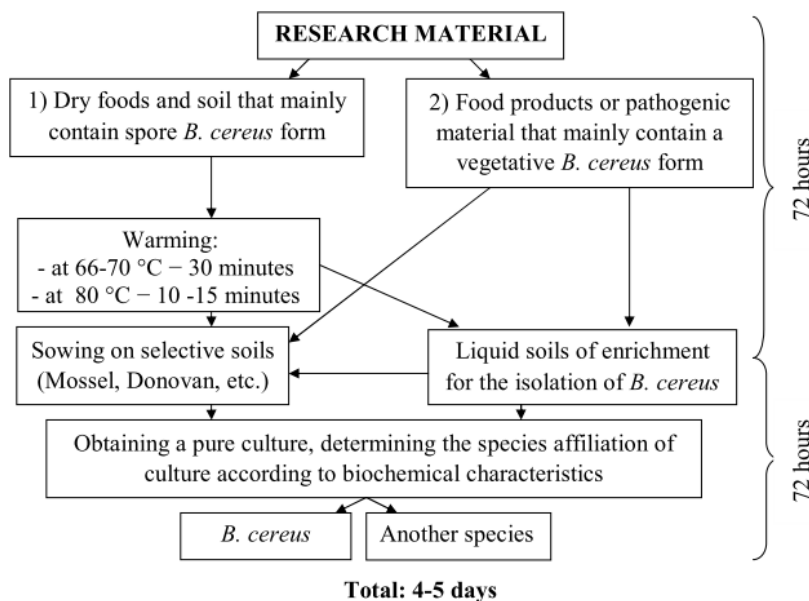 RESEARCH MATERIAL
1) Dry foods and soil that mainly
contain spore B. cereus form
2) Food products or pathogenic
material that mainly contain a
vegetative B. cereus form
72 hours
Warming:
- at 66-70 °C − 30 minutes
- at 80 °C − 10 -15 minutes
Sowing on selective soils
(Mossel, Donovan, etc.)
Liquid soils of enrichment
for the isolation of B. cereus
Obtaining a pure culture, determining the species affiliation of
culture according to biochemical characteristics
72 hours
B. cereus
Another species
Total: 4-5 days